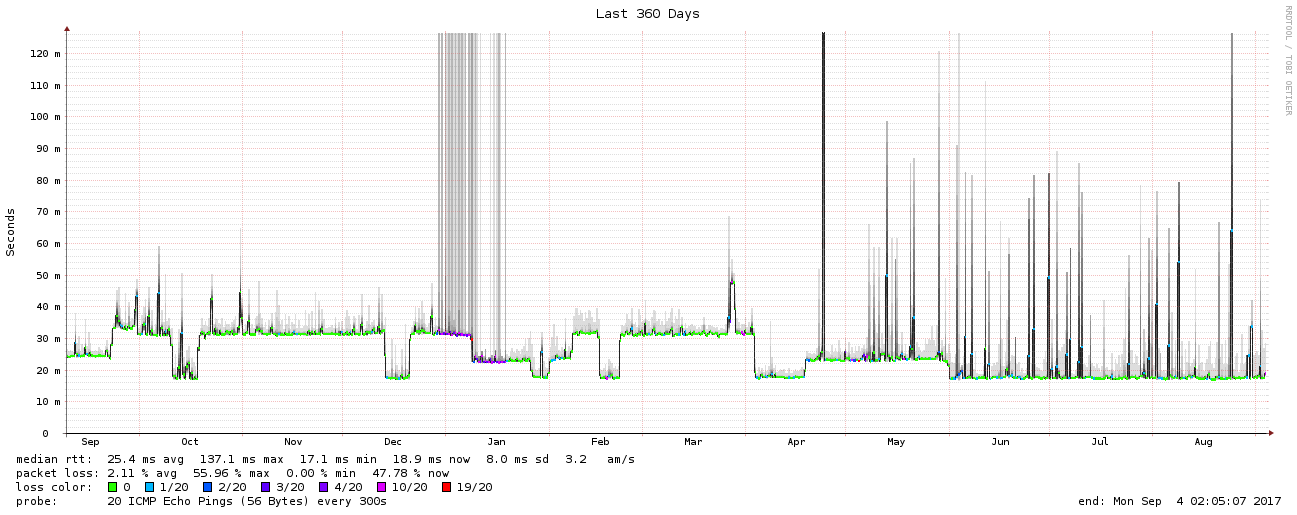 Last 360 Days
RRDTOOL / TOBI OETIKER
Seconds
120 m
110 m
100 m
90 m
80 m
70 m
60 m
50 m
40 m
30 m
20 m
10 m
0
Sep Oct Nov Dec Jan Feb Mar Apr May Jun Jul Aug
median rtt: 25.4 ms avg 137.1 ms max 17.1 ms min 18.9 ms now 8.0 ms sd 3.2 am/s
packet loss: 2.11 % avg 55.96 % max 0.00 % min 47.78 % now
loss color: 0 1/20 2/20 3/20 4/20 10/20 19/20
probe: 20 ICMP Echo Pings (56 Bytes) every 300s end: Mon Sep 4 02:05:07 2017